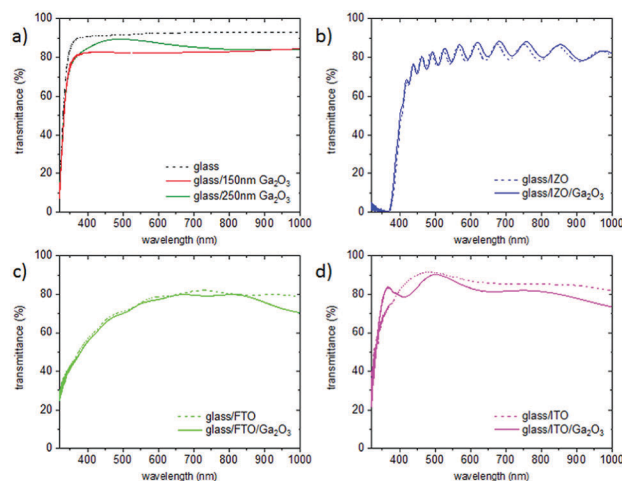 a)
transmittance (%)
100
80
60
40
20
0
glass
glass/150nm Ga₂O₃
glass/250nm Ga₂O₃
400 500 600 700 800 900 1000
wavelength (nm)
b)
transmittance (%)
100
80
60
40
20
0
glass/IZO
glass/IZO/Ga₂O₃
400 500 600 700 800 900 1000
wavelength (nm)
c)
transmittance (%)
100
80
60
40
20
0
glass/FTO
glass/FTO/Ga₂O₃
400 500 600 700 800 900 1000
wavelength (nm)
d)
transmittance (%)
100
80
60
40
20
0
glass/ITO
glass/ITO/Ga₂O₃
400 500 600 700 800 900 1000
wavelength (nm)